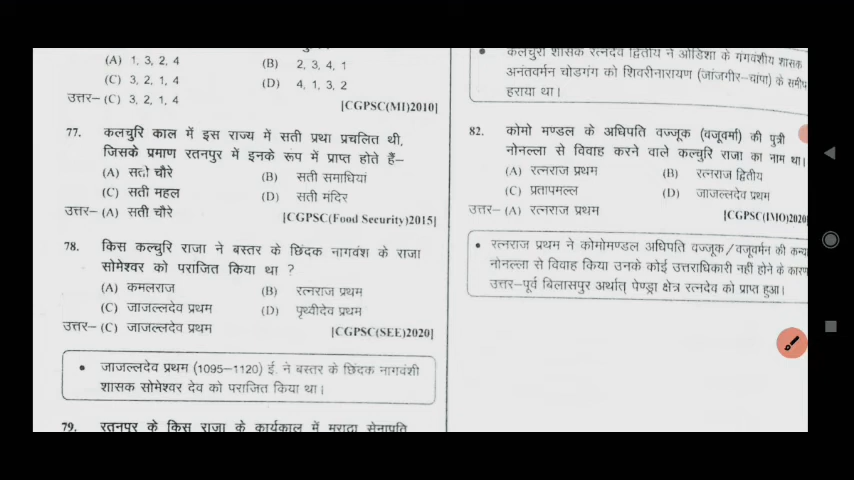 (A) 1, 3, 2, 4
(B) 2, 3, 4, 1
(C) 3, 2, 1, 4
(D) 4, 1, 3, 2
उत्तर– (C) 3, 2, 1, 4
[CGPSC(MI)2010]
77. कलचुरि काल में इस राज्य में सती प्रथा प्रचलित थी,
जिसके प्रमाण रतनपुर में इनके रूप में प्राप्त होते हैं–
(A) सती चौरे
(B) सती समाधियां
(C) सती महल
(D) सती मंदिर
उत्तर– (A) सती चौरे
[CGPSC(Food Security)2015]
78. किस कल्चुरि राजा ने बस्तर के छिंदक नागवंश के राजा
सोमेश्वर को पराजित किया था ?
(A) कमलराज
(B) रत्नराज प्रथम
(C) जाजल्लदेव प्रथम
(D) पृथ्वीदेव प्रथम
उत्तर– (C) जाजल्लदेव प्रथम
[CGPSC(SEE)2020]
• जाजल्लदेव प्रथम (1095–1120) ई. ने बस्तर के छिंदक नागवंशी
शासक सोमेश्वर देव को पराजित किया था।
79. रतनपुर के किस राजा के कार्यकाल में मराठा सेनापति
• कलचुरी शासक रत्नदेव द्वितीय ने ओडिशा के गंगवंशीय शासक
अनंतवर्मन चोडगंग को शिवरीनारायण (जांजगीर–चांपा) के समीप
हराया था।
82. कोमो मण्डल के अधिपति वज्जूक (वजूवर्मा) की पुत्री
नोनल्ला से विवाह करने वाले कल्चुरि राजा का नाम था।
(A) रत्नराज प्रथम
(B) रत्नराज द्वितीय
(C) प्रतापमल्ल
(D) जाजल्लदेव प्रथम
उत्तर– (A) रत्नराज प्रथम
[CGPSC(IMO)2020
• रत्नराज प्रथम ने कोमोमण्डल अधिपति वज्जूक/वजूवर्मन की कन्या
नोनल्ला से विवाह किया उनके कोई उत्तराधिकारी नहीं होने के कारण
उत्तर–पूर्व बिलासपुर अर्थात् पेण्ड्रा क्षेत्र रत्नदेव को प्राप्त हुआ।